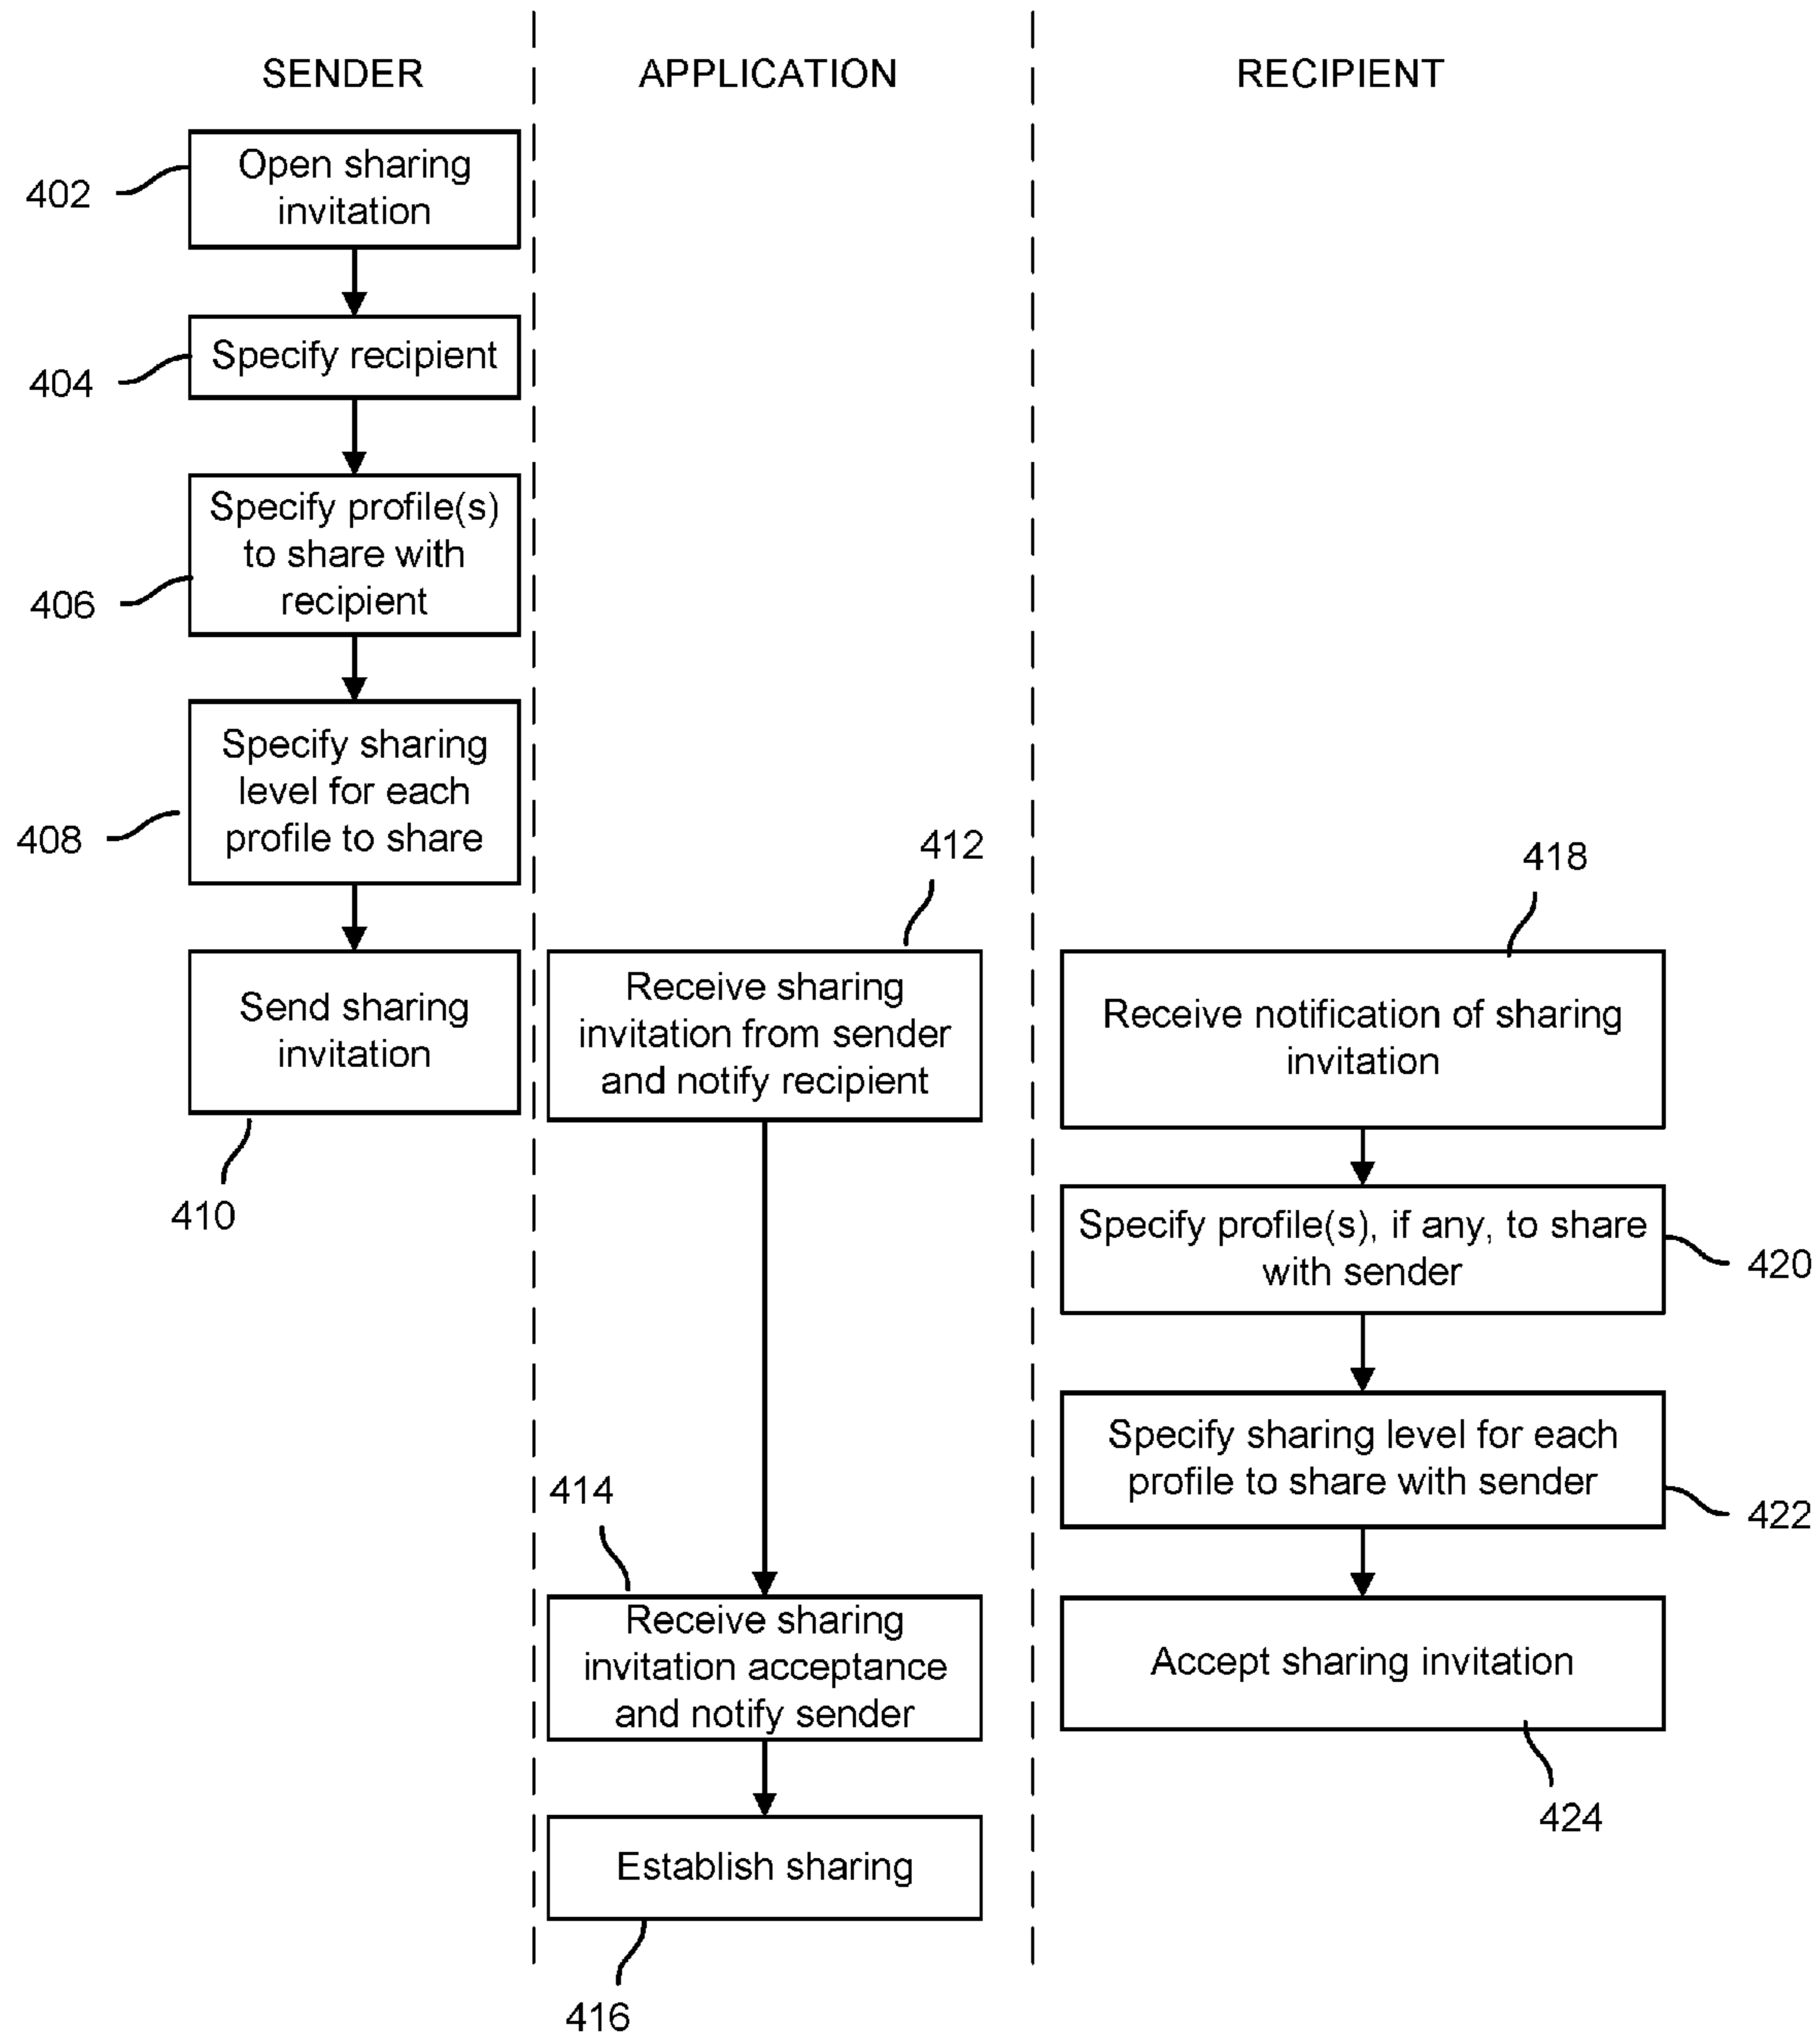 SENDER
APPLICATION
RECIPIENT
402
Open sharing
invitation
404
Specify recipient
406
Specify profile(s)
to share with
recipient
408
Specify sharing
level for each
profile to share
410
Send sharing
invitation
412
Receive sharing
invitation from sender
and notify recipient
414
Receive sharing
invitation acceptance
and notify sender
Establish sharing
416
418
Receive notification of sharing
invitation
Specify profile(s), if any, to share
with sender
420
Specify sharing level for each
profile to share with sender
422
Accept sharing invitation
424